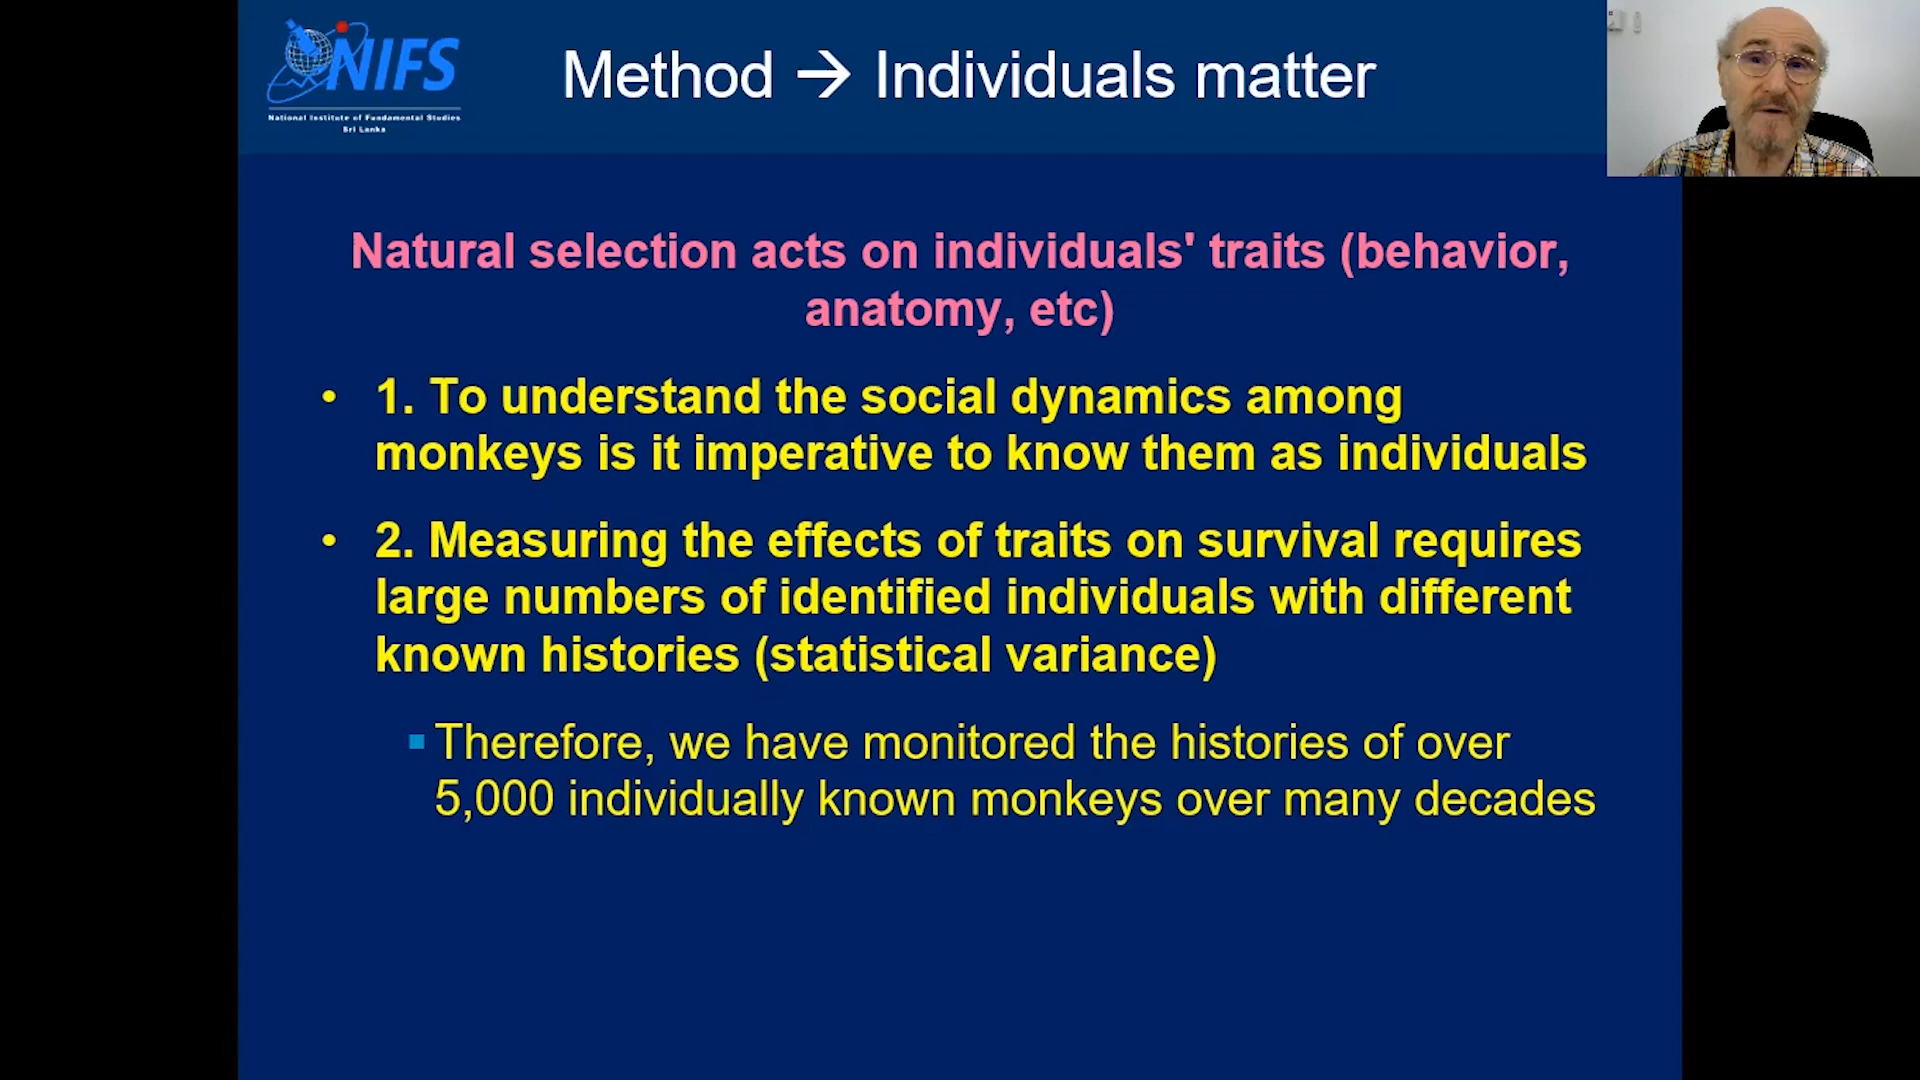 NIFS
National Institute of Fundamental Studies
Sri Lanka
Method → Individuals matter
Natural selection acts on individuals' traits (behavior,
anatomy, etc)
• 1. To understand the social dynamics among
monkeys is it imperative to know them as individuals
• 2. Measuring the effects of traits on survival requires
large numbers of identified individuals with different
known histories (statistical variance)
▪ Therefore, we have monitored the histories of over
5,000 individually known monkeys over many decades